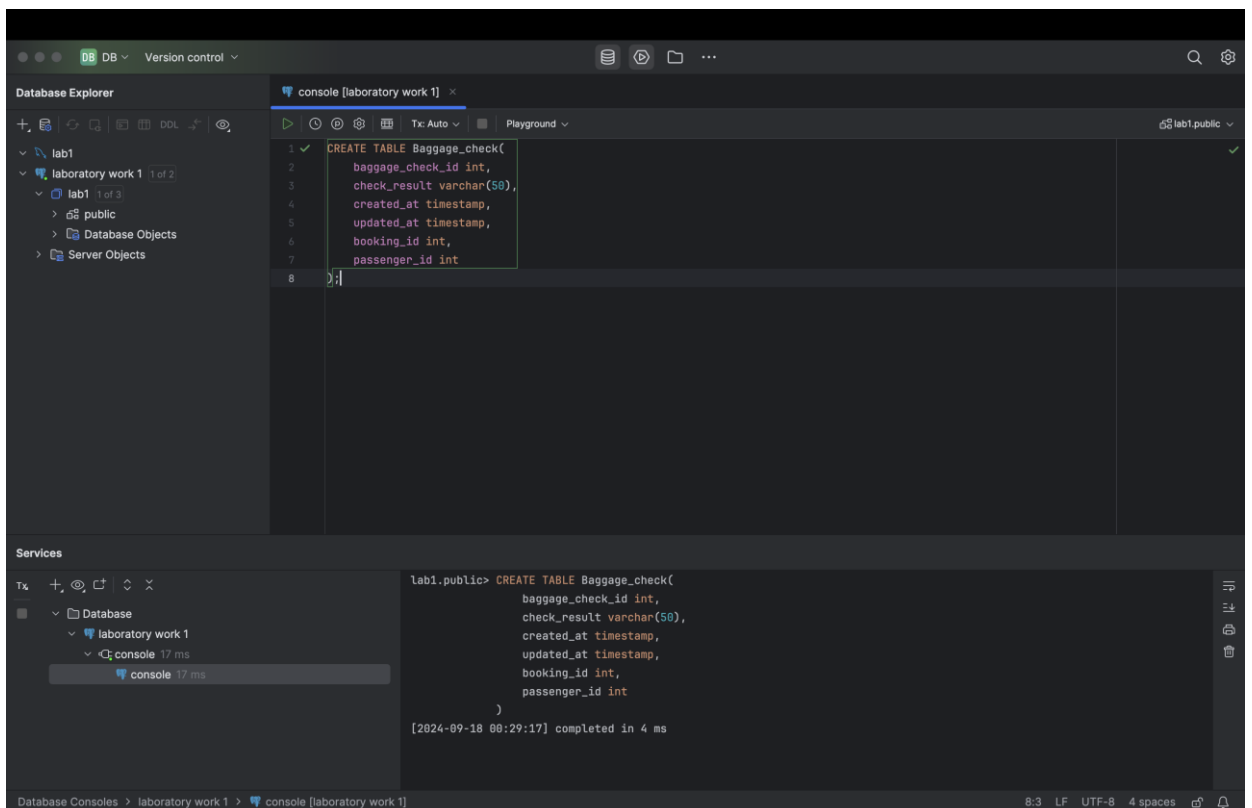 DB DB Version control
Database Explorer
console [laboratory work 1]
DDL
Tx: Auto
Playground
lab1.public
lab1
laboratory work 1 1 of 2
lab1 1 of 3
public
Database Objects
Server Objects
1 CREATE TABLE Baggage_check(
2 baggage_check_id int,
3 check_result varchar(50),
4 created_at timestamp,
5 updated_at timestamp,
6 booking_id int,
7 passenger_id int
8 );
Services
Tx
Database
laboratory work 1
console 17 ms
console 17 ms
lab1.public> CREATE TABLE Baggage_check(
baggage_check_id int,
check_result varchar(50),
created_at timestamp,
updated_at timestamp,
booking_id int,
passenger_id int
)
[2024-09-18 00:29:17] completed in 4 ms
Database Consoles > laboratory work 1 > console [laboratory work 1]
8:3 LF UTF-8 4 spaces